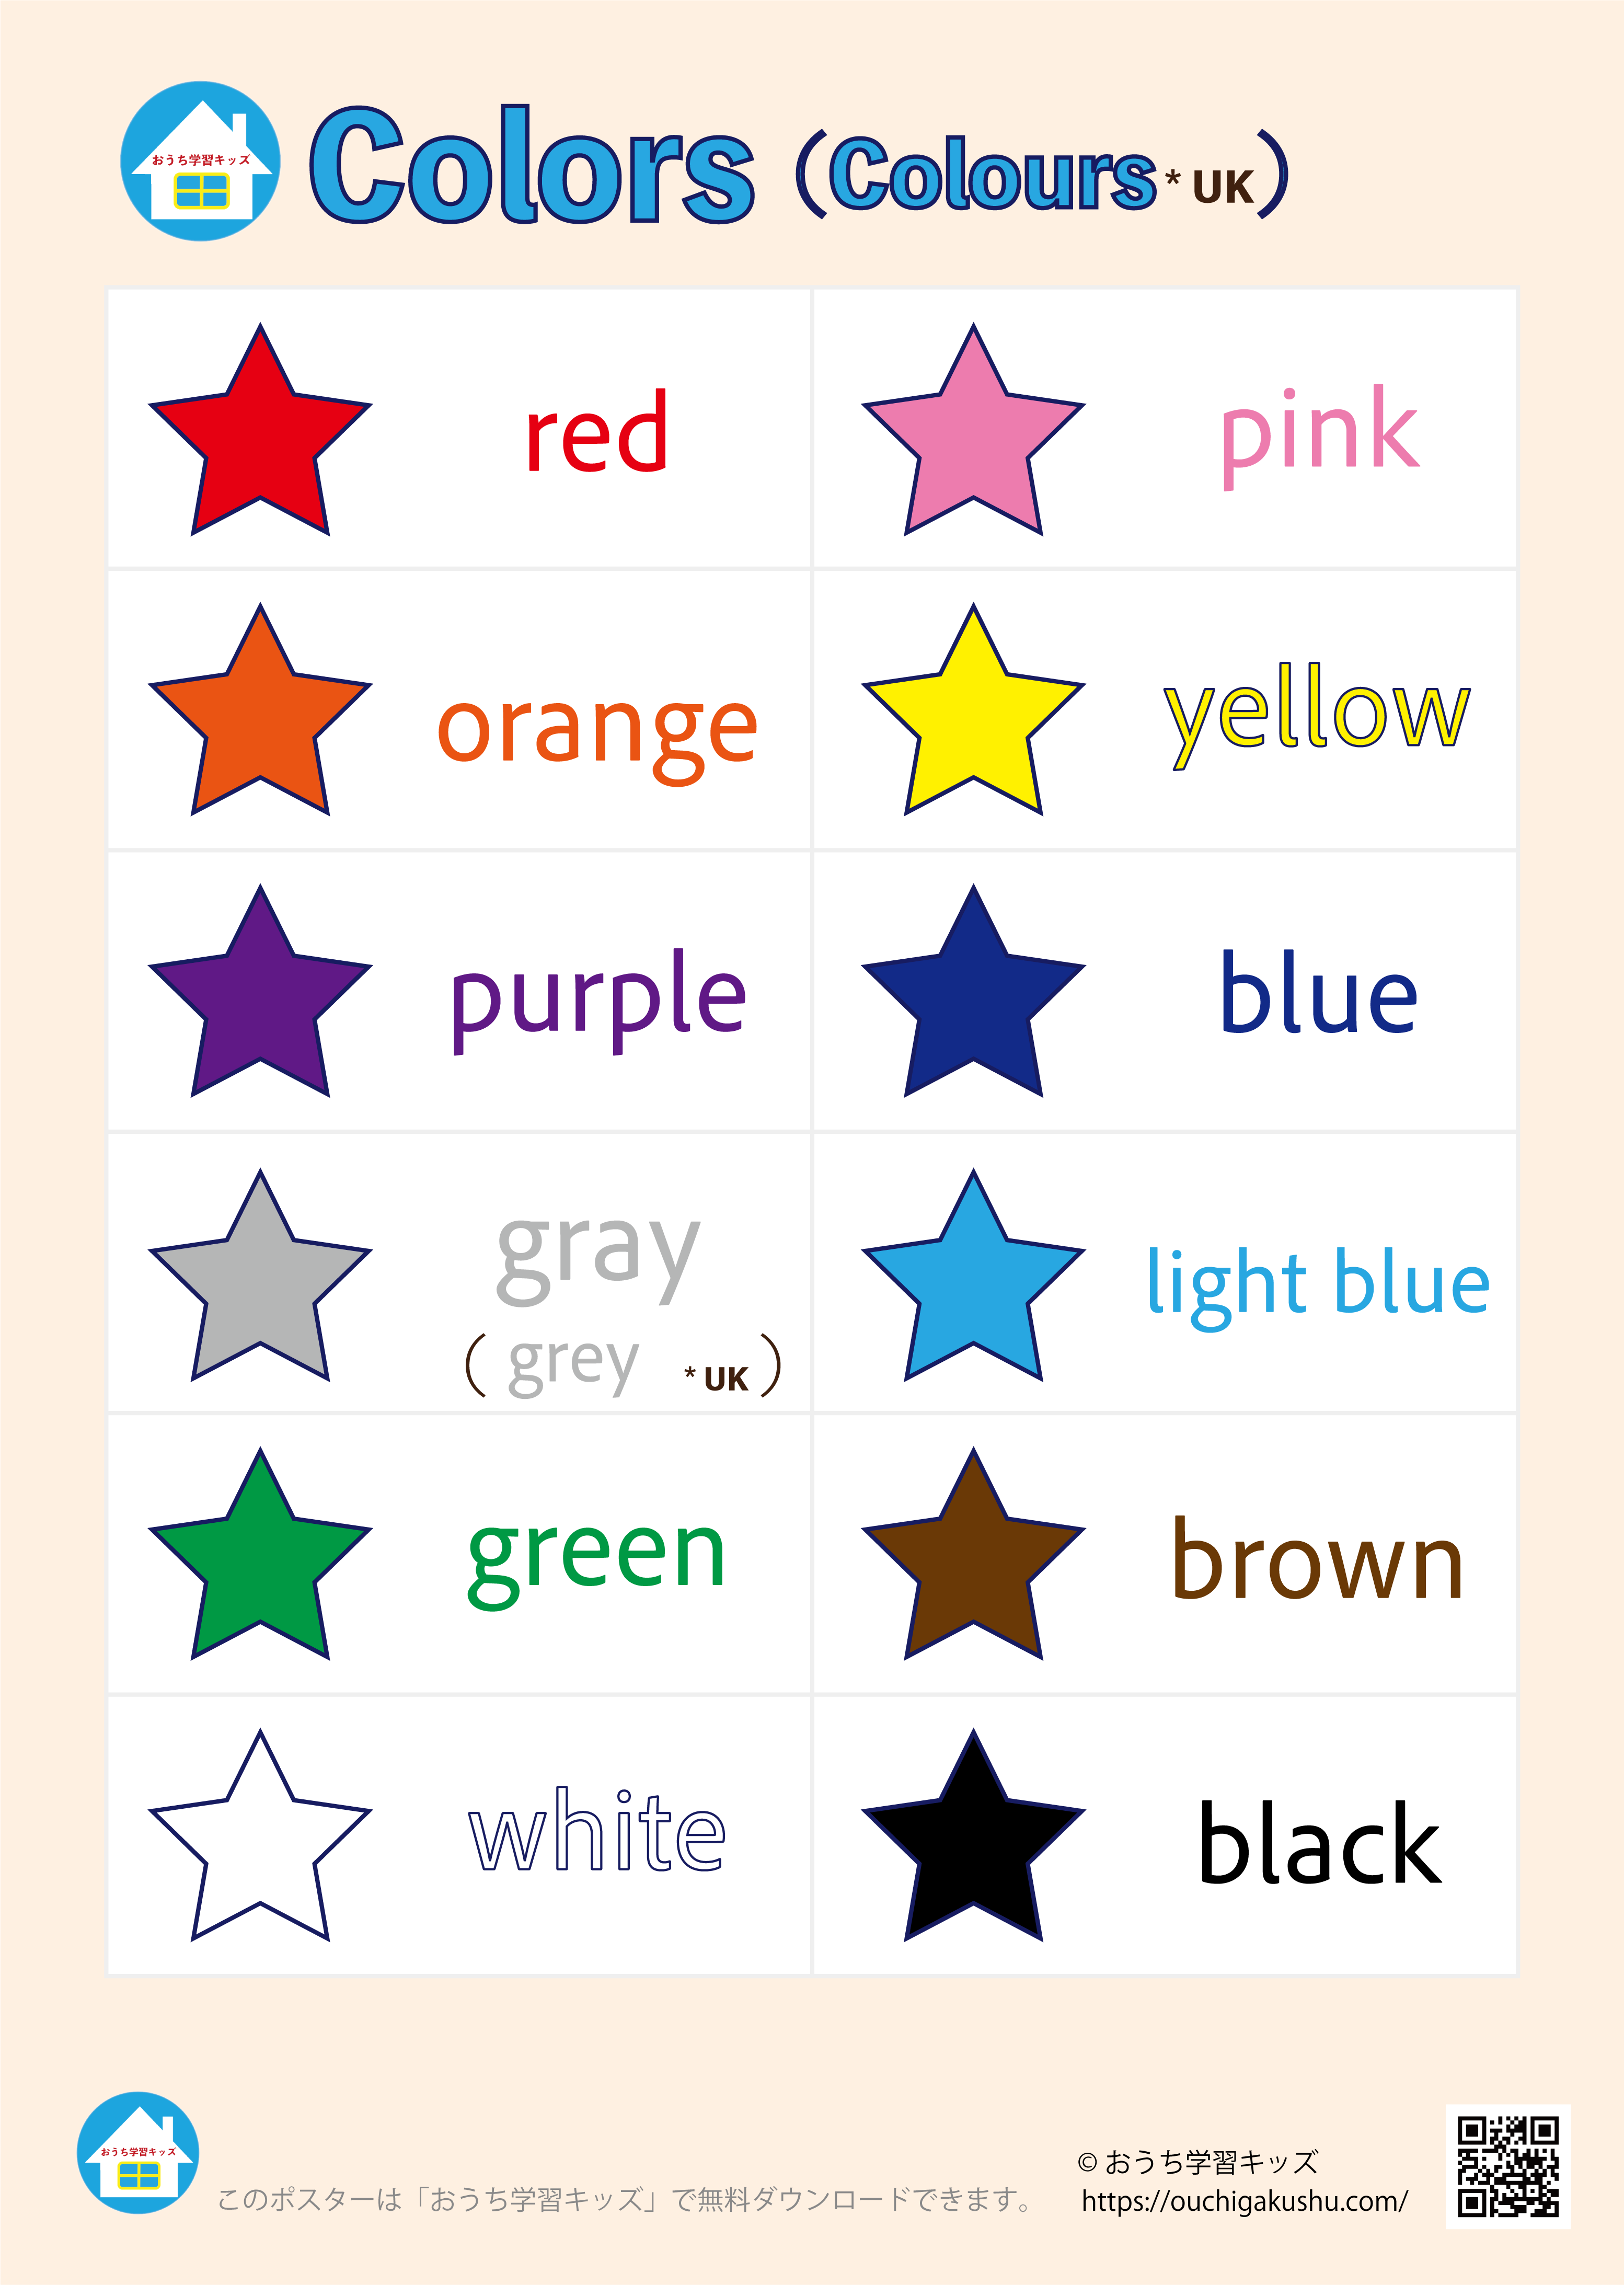 おうち学習キッズ
Colors (Colours * UK)
red
pink
orange
yellow
purple
blue
gray
( grey * UK )
light blue
green
brown
white
black
おうち学習キッズ
このポスターは「おうち学習キッズ」で無料ダウンロードできます。
© おうち学習キッズ
https://ouchigakushu.com/